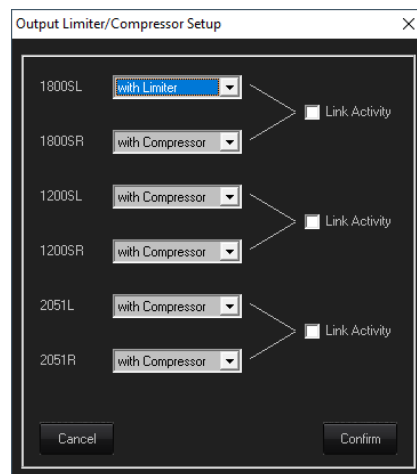 Output Limiter/Compressor Setup
1800SL with Limiter
Link Activity
1800SR with Compressor
1200SL with Compressor
Link Activity
1200SR with Compressor
2051L with Compressor
Link Activity
2051R with Compressor
Cancel Confirm